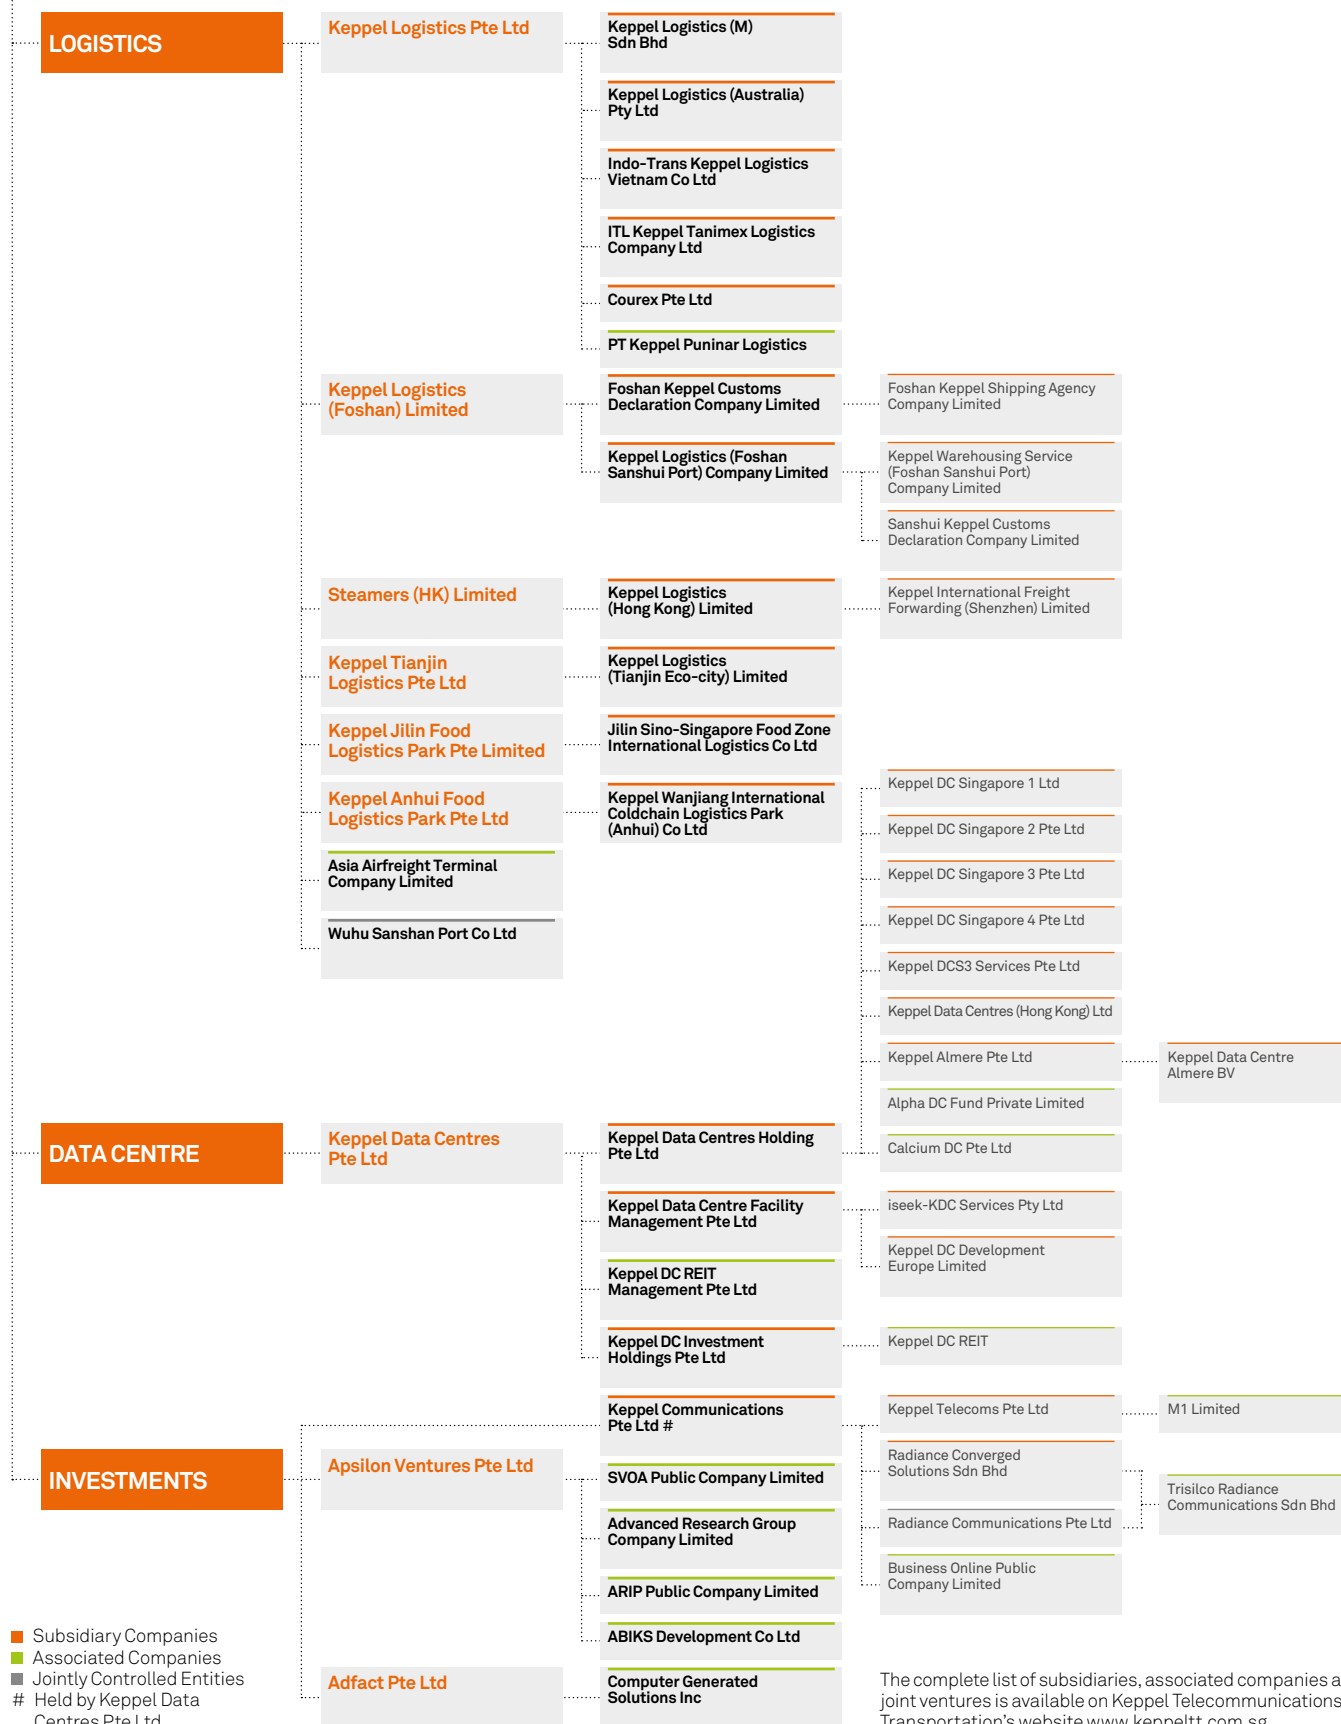 LOGISTICS
Keppel Logistics Pte Ltd
Keppel Logistics (M)
Sdn Bhd
Keppel Logistics (Australia)
Pty Ltd
Indo-Trans Keppel Logistics
Vietnam Co Ltd
ITL Keppel Tanimex Logistics
Company Ltd
Courex Pte Ltd
PT Keppel Puninar Logistics
Keppel Logistics
(Foshan) Limited
Foshan Keppel Customs
Declaration Company Limited
Foshan Keppel Shipping Agency
Company Limited
Keppel Logistics (Foshan
Sanshui Port) Company Limited
Keppel Warehousing Service
(Foshan Sanshui Port)
Company Limited
Sanshui Keppel Customs
Declaration Company Limited
Steamers (HK) Limited
Keppel Logistics
(Hong Kong) Limited
Keppel International Freight
Forwarding (Shenzhen) Limited
Keppel Tianjin
Logistics Pte Ltd
Keppel Logistics
(Tianjin Eco-city) Limited
Keppel Jilin Food
Logistics Park Pte Limited
Jilin Sino-Singapore Food Zone
International Logistics Co Ltd
Keppel Anhui Food
Logistics Park Pte Ltd
Keppel Wanjiang International
Coldchain Logistics Park
(Anhui) Co Ltd
Asia Airfreight Terminal
Company Limited
Wuhu Sanshan Port Co Ltd
DATA CENTRE
Keppel Data Centres
Pte Ltd
Keppel Data Centres Holding
Pte Ltd
Keppel DC Singapore 1 Ltd
Keppel DC Singapore 2 Pte Ltd
Keppel DC Singapore 3 Pte Ltd
Keppel DC Singapore 4 Pte Ltd
Keppel DCS3 Services Pte Ltd
Keppel Data Centres (Hong Kong) Ltd
Keppel Almere Pte Ltd
Keppel Data Centre
Almere BV
Alpha DC Fund Private Limited
Calcium DC Pte Ltd
Keppel Data Centre Facility
Management Pte Ltd
iseek-KDC Services Pty Ltd
Keppel DC Development
Europe Limited
Keppel DC REIT
Management Pte Ltd
Keppel DC Investment
Holdings Pte Ltd
Keppel DC REIT
INVESTMENTS
Keppel Communications
Pte Ltd #
Keppel Telecoms Pte Ltd
M1 Limited
Radiance Converged
Solutions Sdn Bhd
Radiance Communications Pte Ltd
Trisilco Radiance
Communications Sdn Bhd
Business Online Public
Company Limited
Apsilon Ventures Pte Ltd
SVOA Public Company Limited
Advanced Research Group
Company Limited
ARIP Public Company Limited
ABIKS Development Co Ltd
Adfact Pte Ltd
Computer Generated
Solutions Inc
Subsidiary Companies
Associated Companies
Jointly Controlled Entities
# Held by Keppel Data
Centres Pte Ltd
The complete list of subsidiaries, associated companies a
joint ventures is available on Keppel Telecommunications
Transportation's website www.keppeltt.com.sg